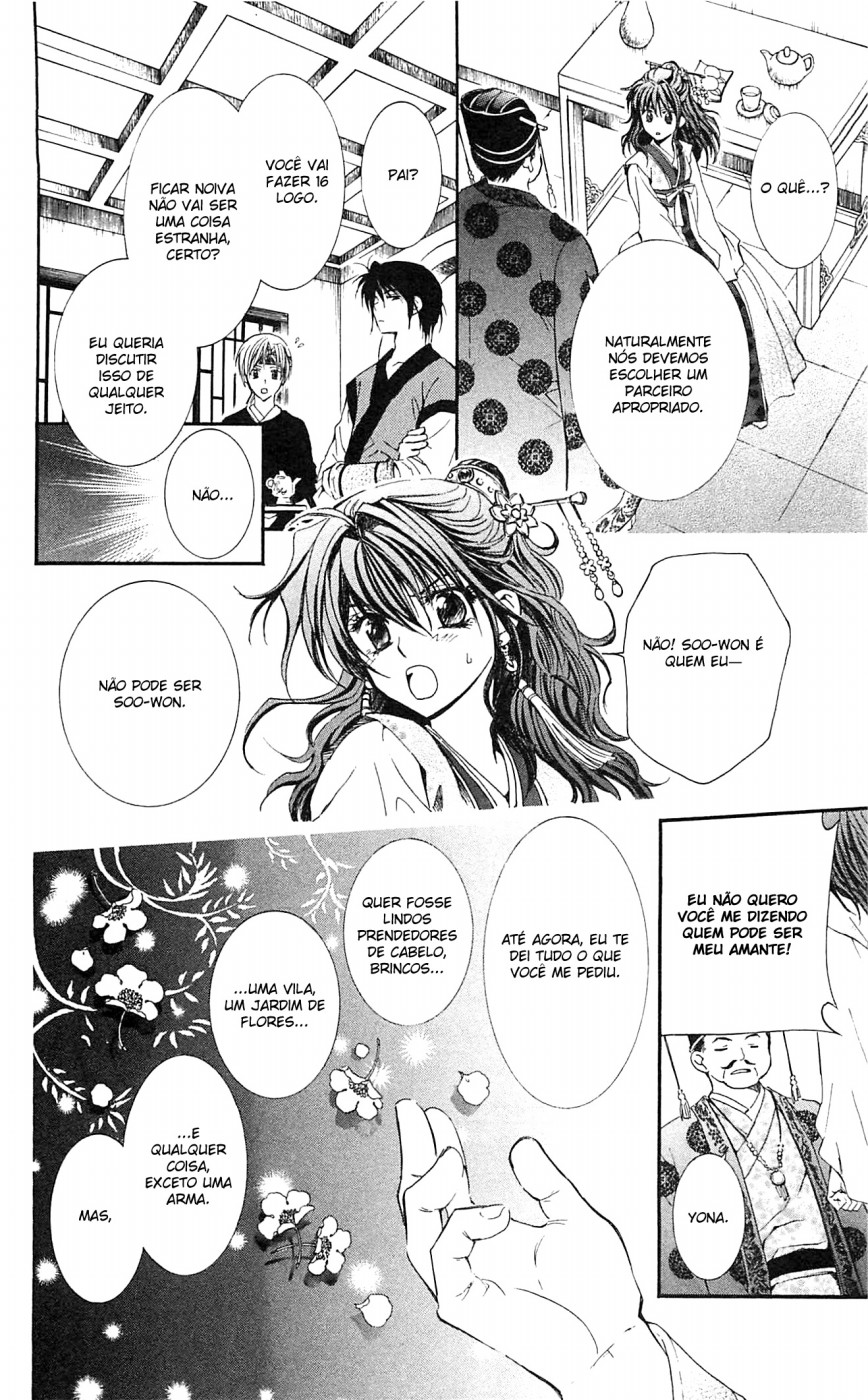 O QUÊ...?
NATURALMENTE
NÓS DEVEMOS
ESCOLHER UM
PARCEIRO
APROPRIADO.
PAI?
VOCÊ VAI
FAZER 16
LOGO.
FICAR NOIVA
NÃO VAI SER
UMA COISA
ESTRANHA,
CERTO?
EU QUERIA
DISCUTIR
ISSO DE
QUALQUER
JEITO.
NÃO...
NÃO! SOO-WON É
QUEM EU—
NÃO PODE SER
SOO-WON.
EU NÃO QUERO
VOCÊ ME DIZENDO
QUEM PODE SER
MEU AMANTE!
YONA.
ATÉ AGORA, EU TE
DEI TUDO O QUE
VOCÊ ME PEDIU.
QUER FOSSE
LINDOS
PRENDEDORES
DE CABELO,
BRINCOS...
...UMA VILA,
UM JARDIM DE
FLORES...
...E
QUALQUER
COISA,
EXCETO UMA
ARMA.
MAS,